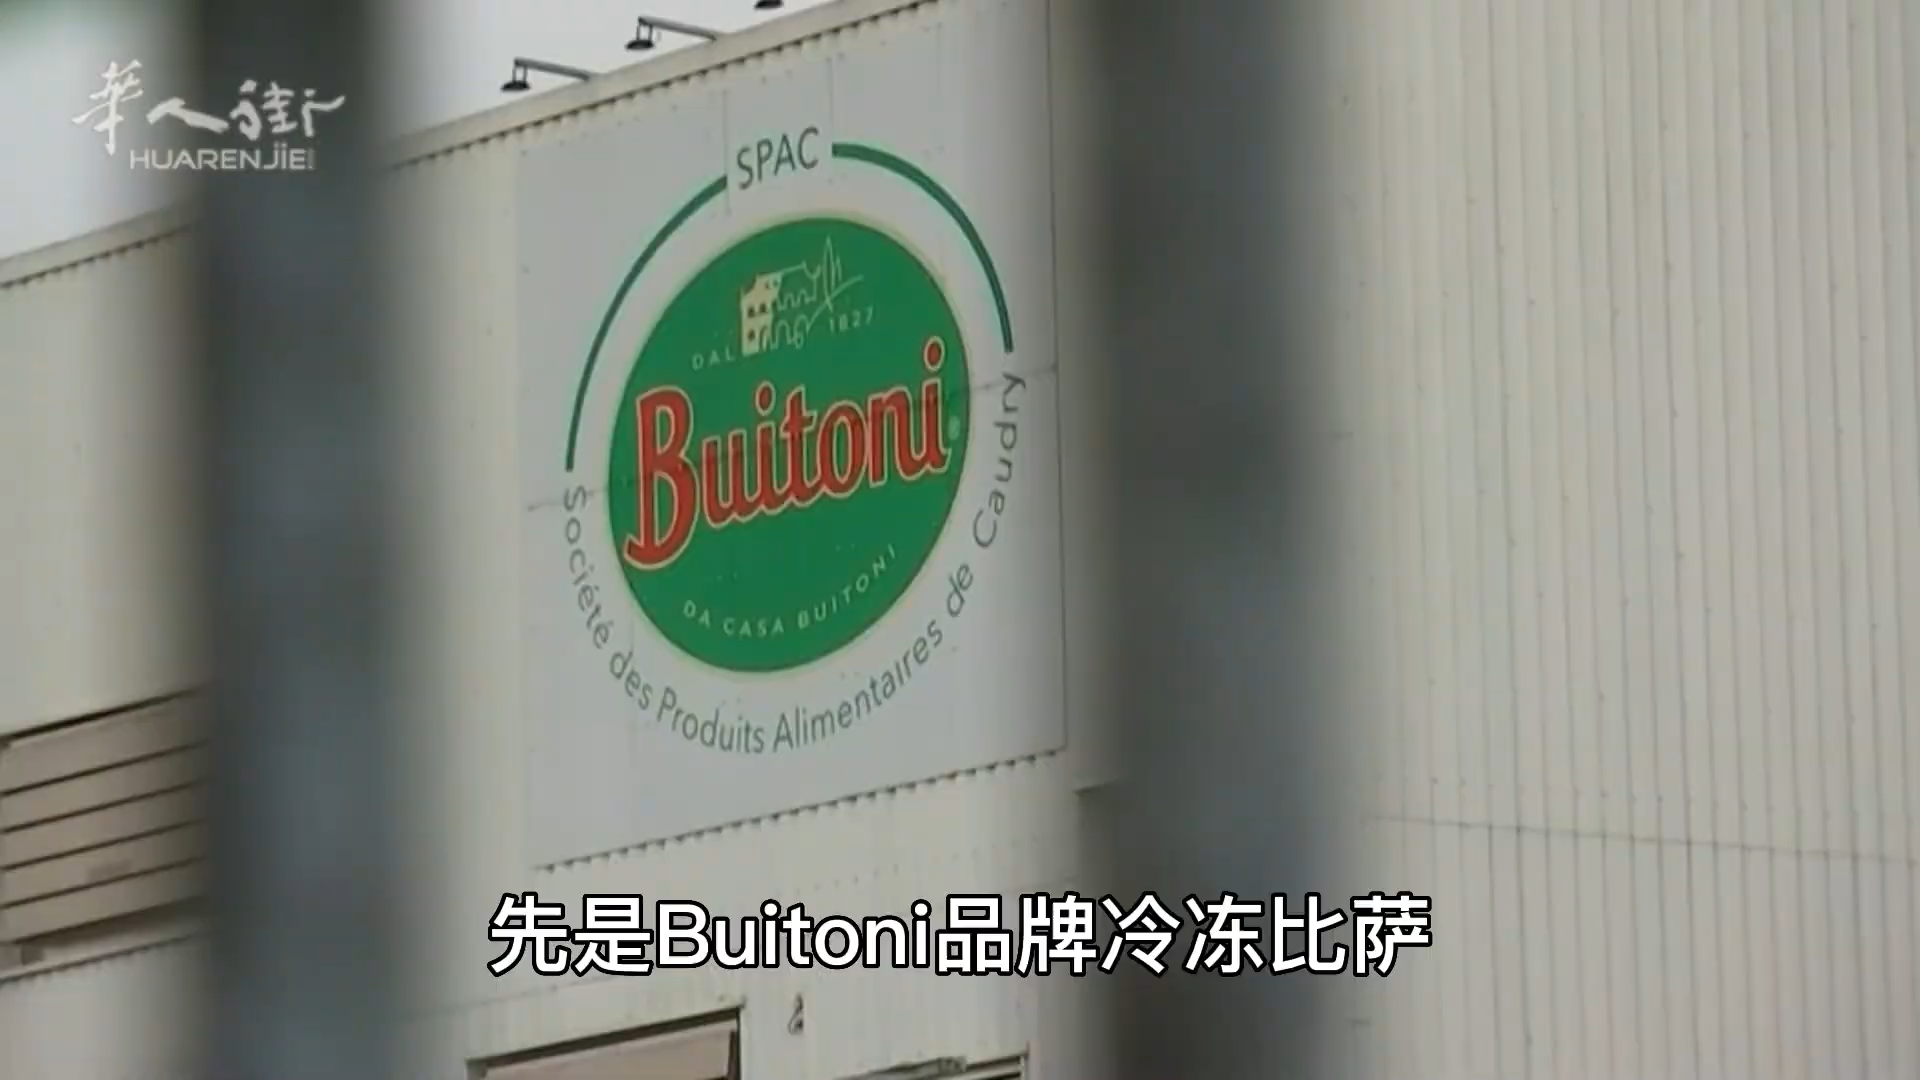 華人街
HUARENJIE
SPAC
DAL 1827
Buitoni
DA CASA BUITONI
Société des Produits Alimentaires de Caudry
先是Buitoni品牌冷冻比萨